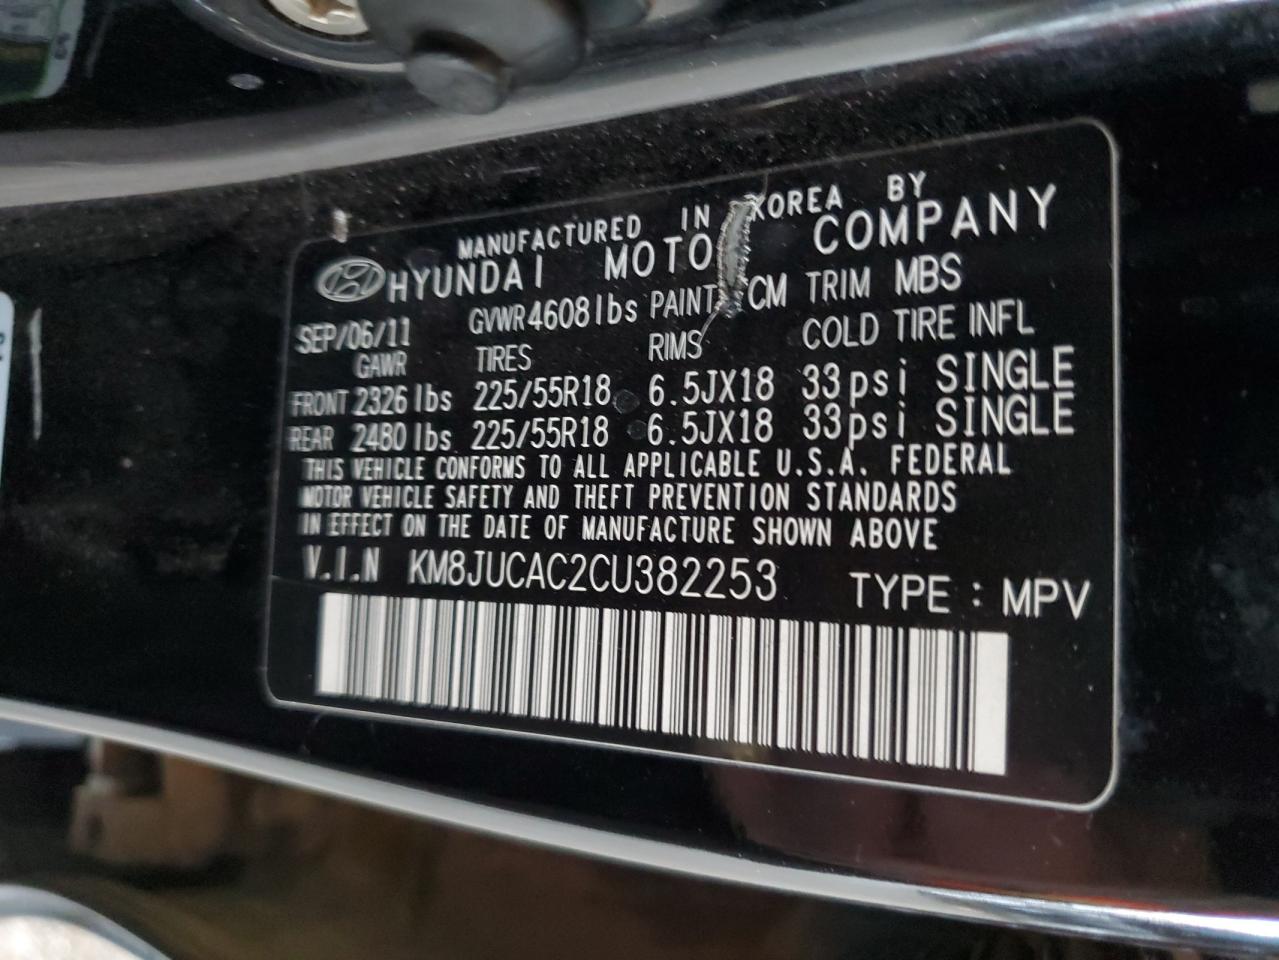 MANUFACTURED IN KOREA BY
HYUNDAI MOTO COMPANY
SEP/06/11 GVWR 4608lbs PAINT CM TRIM MBS
GAWR TIRES RIMS COLD TIRE INFL
FRONT 2326 lbs 225/55R18 6.5JX18 33psi SINGLE
REAR 2480 lbs 225/55R18 6.5JX18 33psi SINGLE
THIS VEHICLE CONFORMS TO ALL APPLICABLE U.S.A. FEDERAL
MOTOR VEHICLE SAFETY AND THEFT PREVENTION STANDARDS
IN EFFECT ON THE DATE OF MANUFACTURE SHOWN ABOVE
V.I.N KM8JUCAC2CU382253 TYPE : MPV